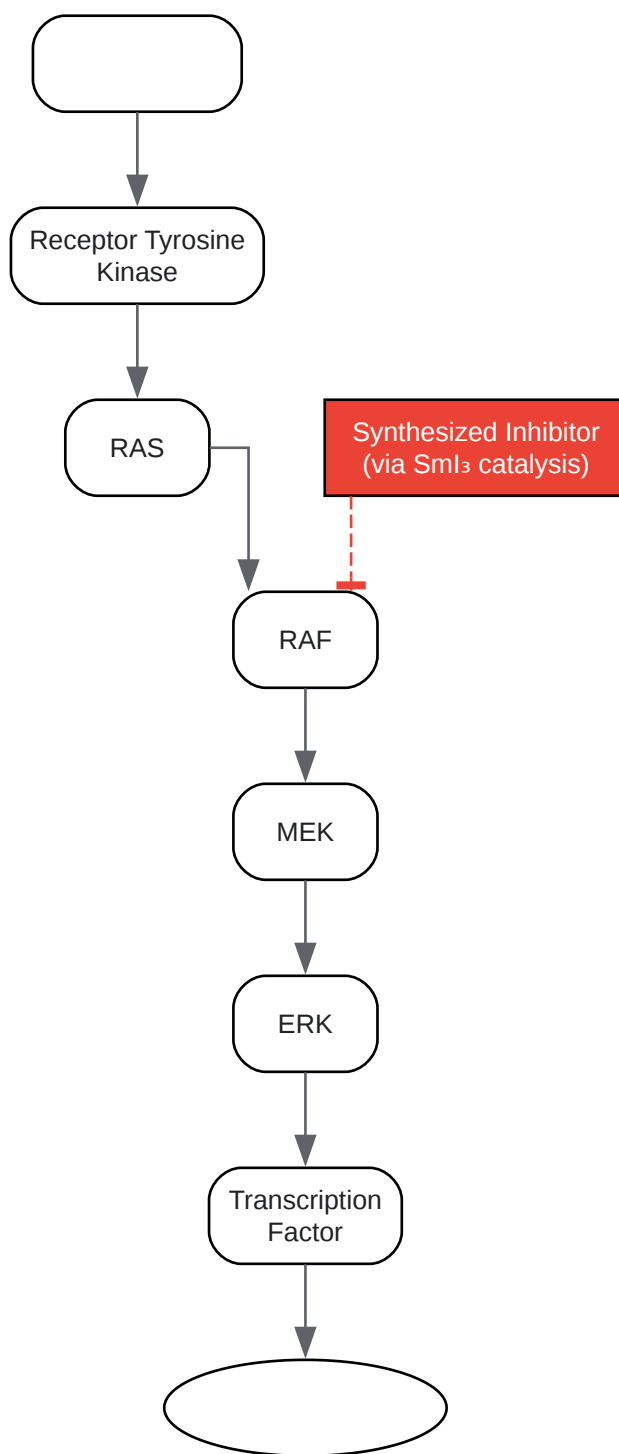 Receptor Tyrosine
Kinase
RAS
Synthesized Inhibitor
(via SmI₃ catalysis)
RAF
MEK
ERK
Transcription
Factor